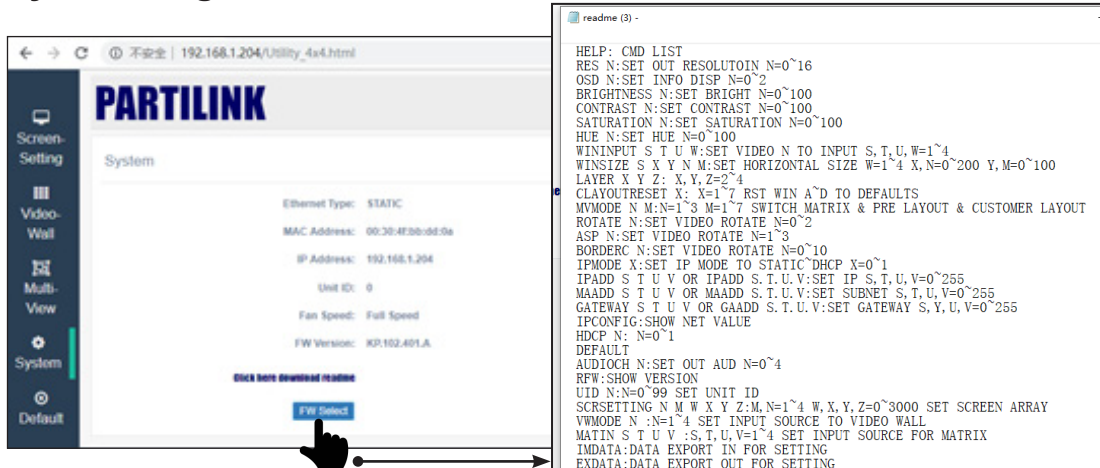 不安全 | 192.168.1.204/Utility_4x4.html
PARTILINK
Screen-
Setting
Video-
Wall
Multi-
View
System
Default
System
Ethernet Type: STATIC
MAC Address: 00:30:4f:bb:dd:0a
IP Address: 192.168.1.204
Unit ID: 0
Fan Speed: Full Speed
FW Version: KP.102.401.A
Click here download readme
FW Select
readme (3) -
HELP: CMD LIST
RES N:SET OUT RESOLUTOIN N=0~16
OSD N:SET INFO DISP N=0~2
BRIGHTNESS N:SET BRIGHT N=0~100
CONTRAST N:SET CONTRAST N=0~100
SATURATION N:SET SATURATION N=0~100
HUE N:SET HUE N=0~100
WININPUT S T U W:SET VIDEO N TO INPUT S,T,U,W=1~4
WINSIZE S X Y N M:SET HORIZONTAL SIZE W=1~4 X,N=0~200 Y,M=0~100
LAYER X Y Z: X,Y,Z=2~4
CLAYOUTRESET X: X=1~7 RST WIN A~D TO DEFAULTS
MVMODE N M:N=1~3 M=1~7 SWITCH MATRIX & PRE LAYOUT & CUSTOMER LAYOUT
ROTATE N:SET VIDEO ROTATE N=0~2
ASP N:SET VIDEO ROTATE N=1~3
BORDERC N:SET VIDEO ROTATE N=0~10
IPMODE X:SET IP MODE TO STATIC~DHCP X=0~1
IPADD S T U V OR IPADD S.T.U.V:SET IP S,T,U,V=0~255
MAADD S T U V OR MAADD S.T.U.V:SET SUBNET S,T,U,V=0~255
GATEWAY S T U V OR GAADD S.T.U.V:SET GATEWAY S,Y,U,V=0~255
IPCONFIG:SHOW NET VALUE
HDCP N: N=0~1
DEFAULT
AUDIOCH N:SET OUT AUD N=0~4
RFW:SHOW VERSION
UID N:N=0~99 SET UNIT ID
SCRSETTING N M W X Y Z:M,N=1~4 W,X,Y,Z=0~3000 SET SCREEN ARRAY
VWMODE N :N=1~4 SET INPUT SOURCE TO VIDEO WALL
MATIN S T U V :S,T,U,V=1~4 SET INPUT SOURCE FOR MATRIX
IMDATA:DATA EXPORT IN FOR SETTING
EXDATA:DATA EXPORT OUT FOR SETTING